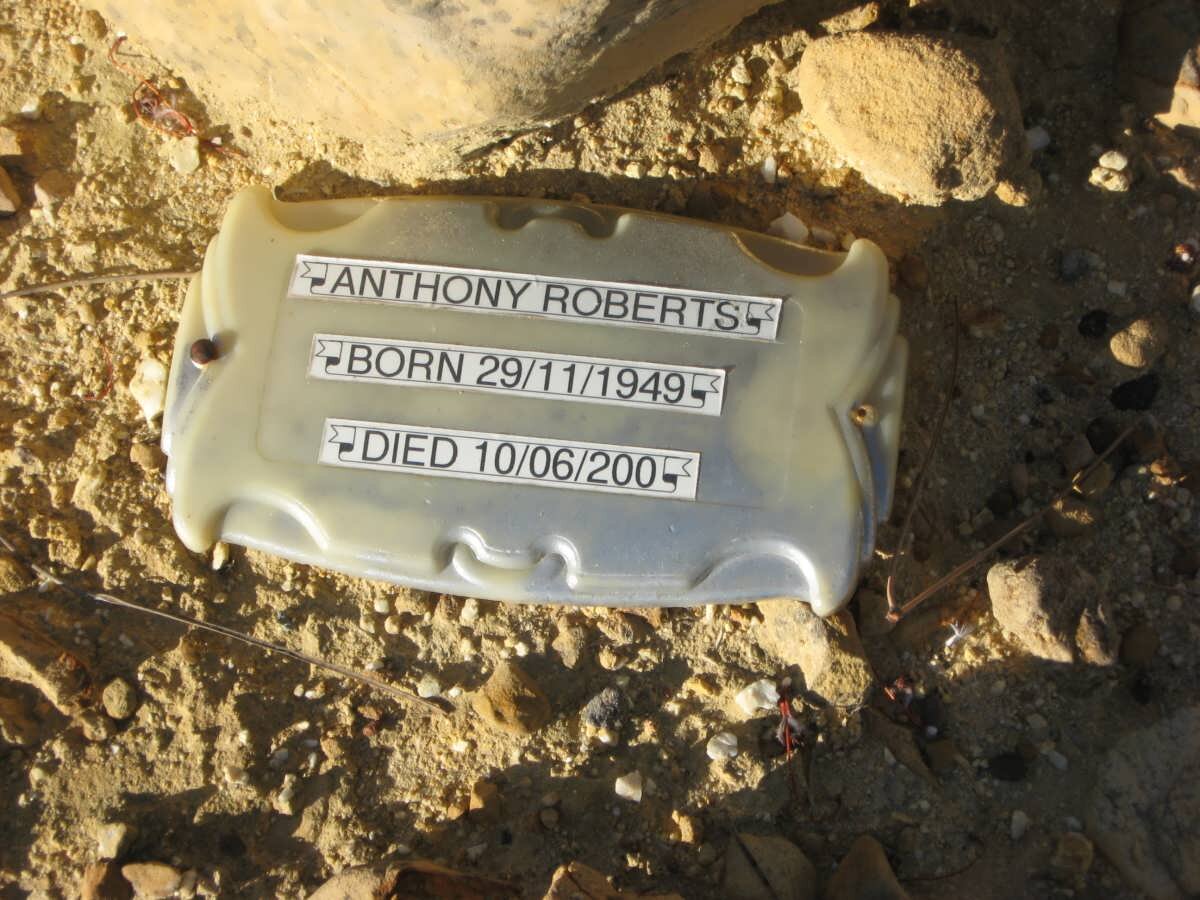 ANTHONY ROBERTS
BORN 29/11/1949
DIED 10/06/200